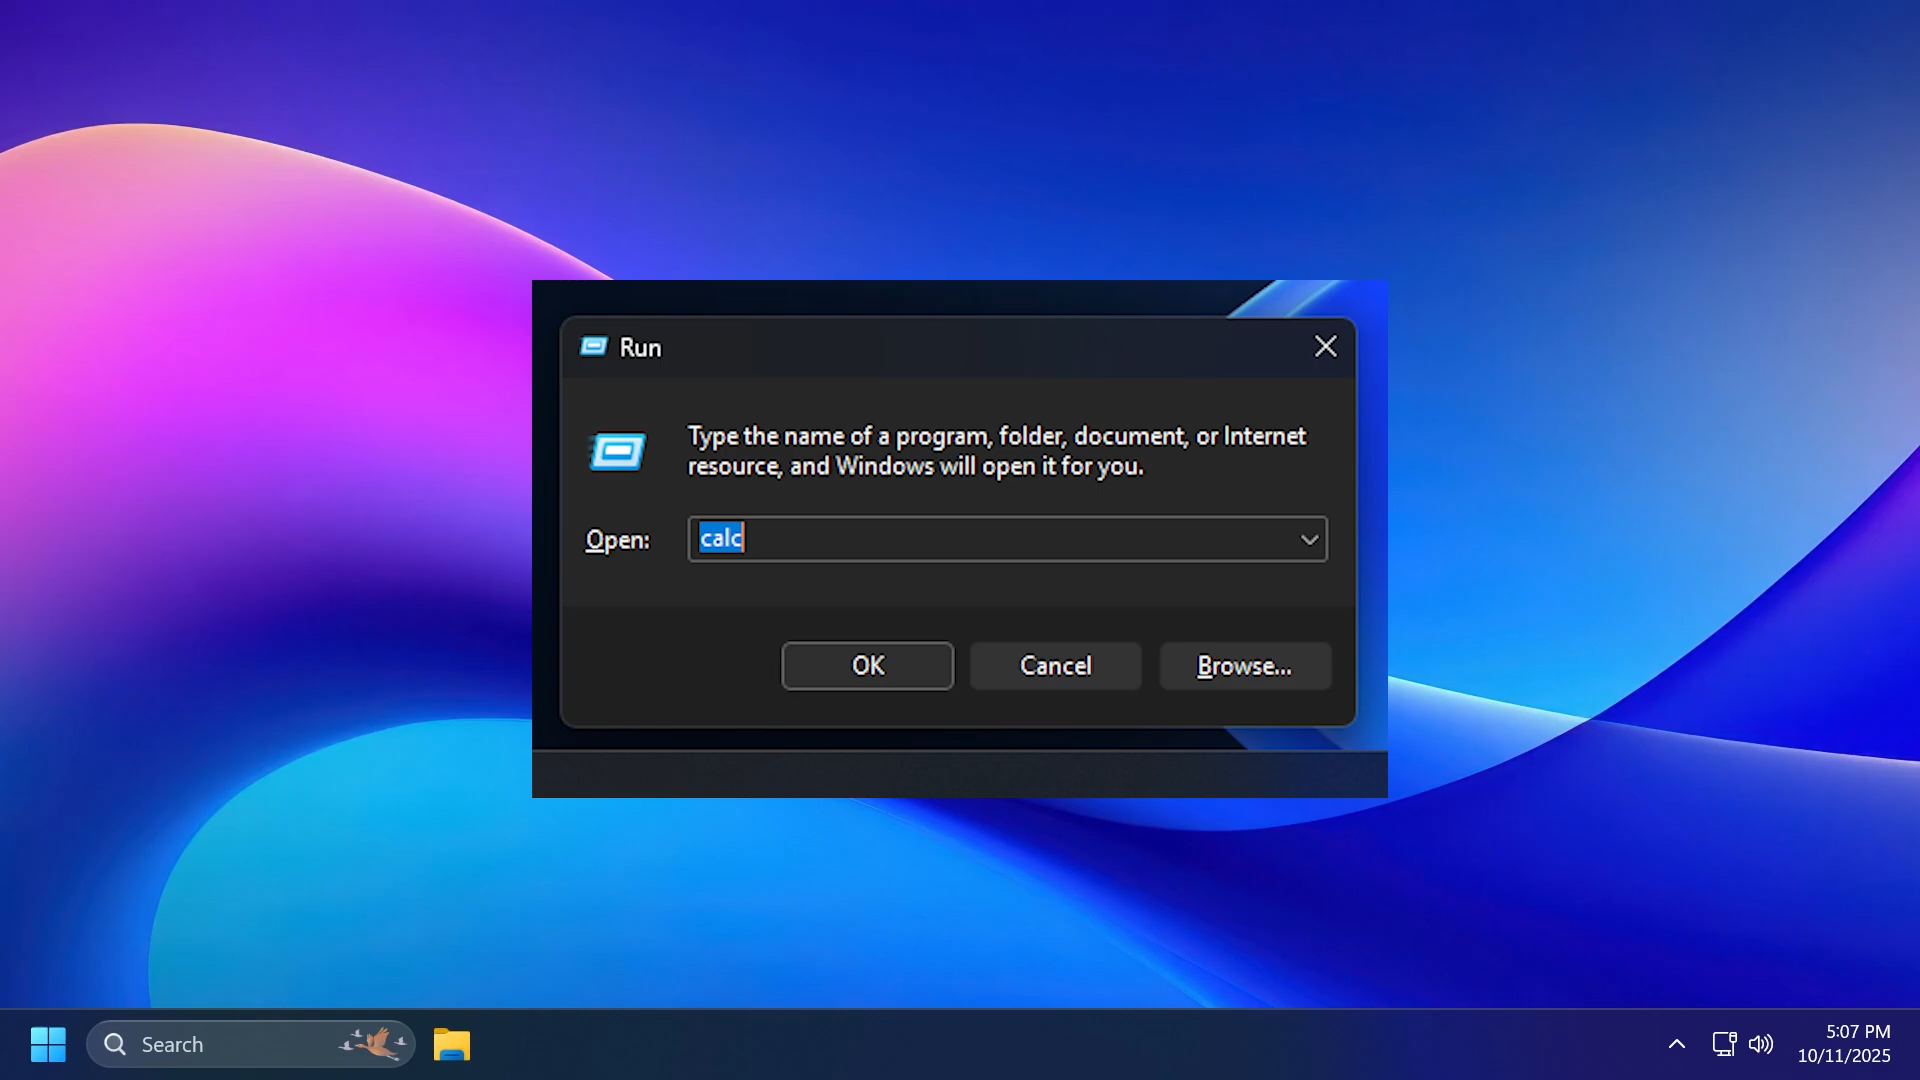 Run
Type the name of a program, folder, document, or Internet
resource, and Windows will open it for you.
Open:
calc
OK
Cancel
Browse...
Search
5:07 PM
10/11/2025